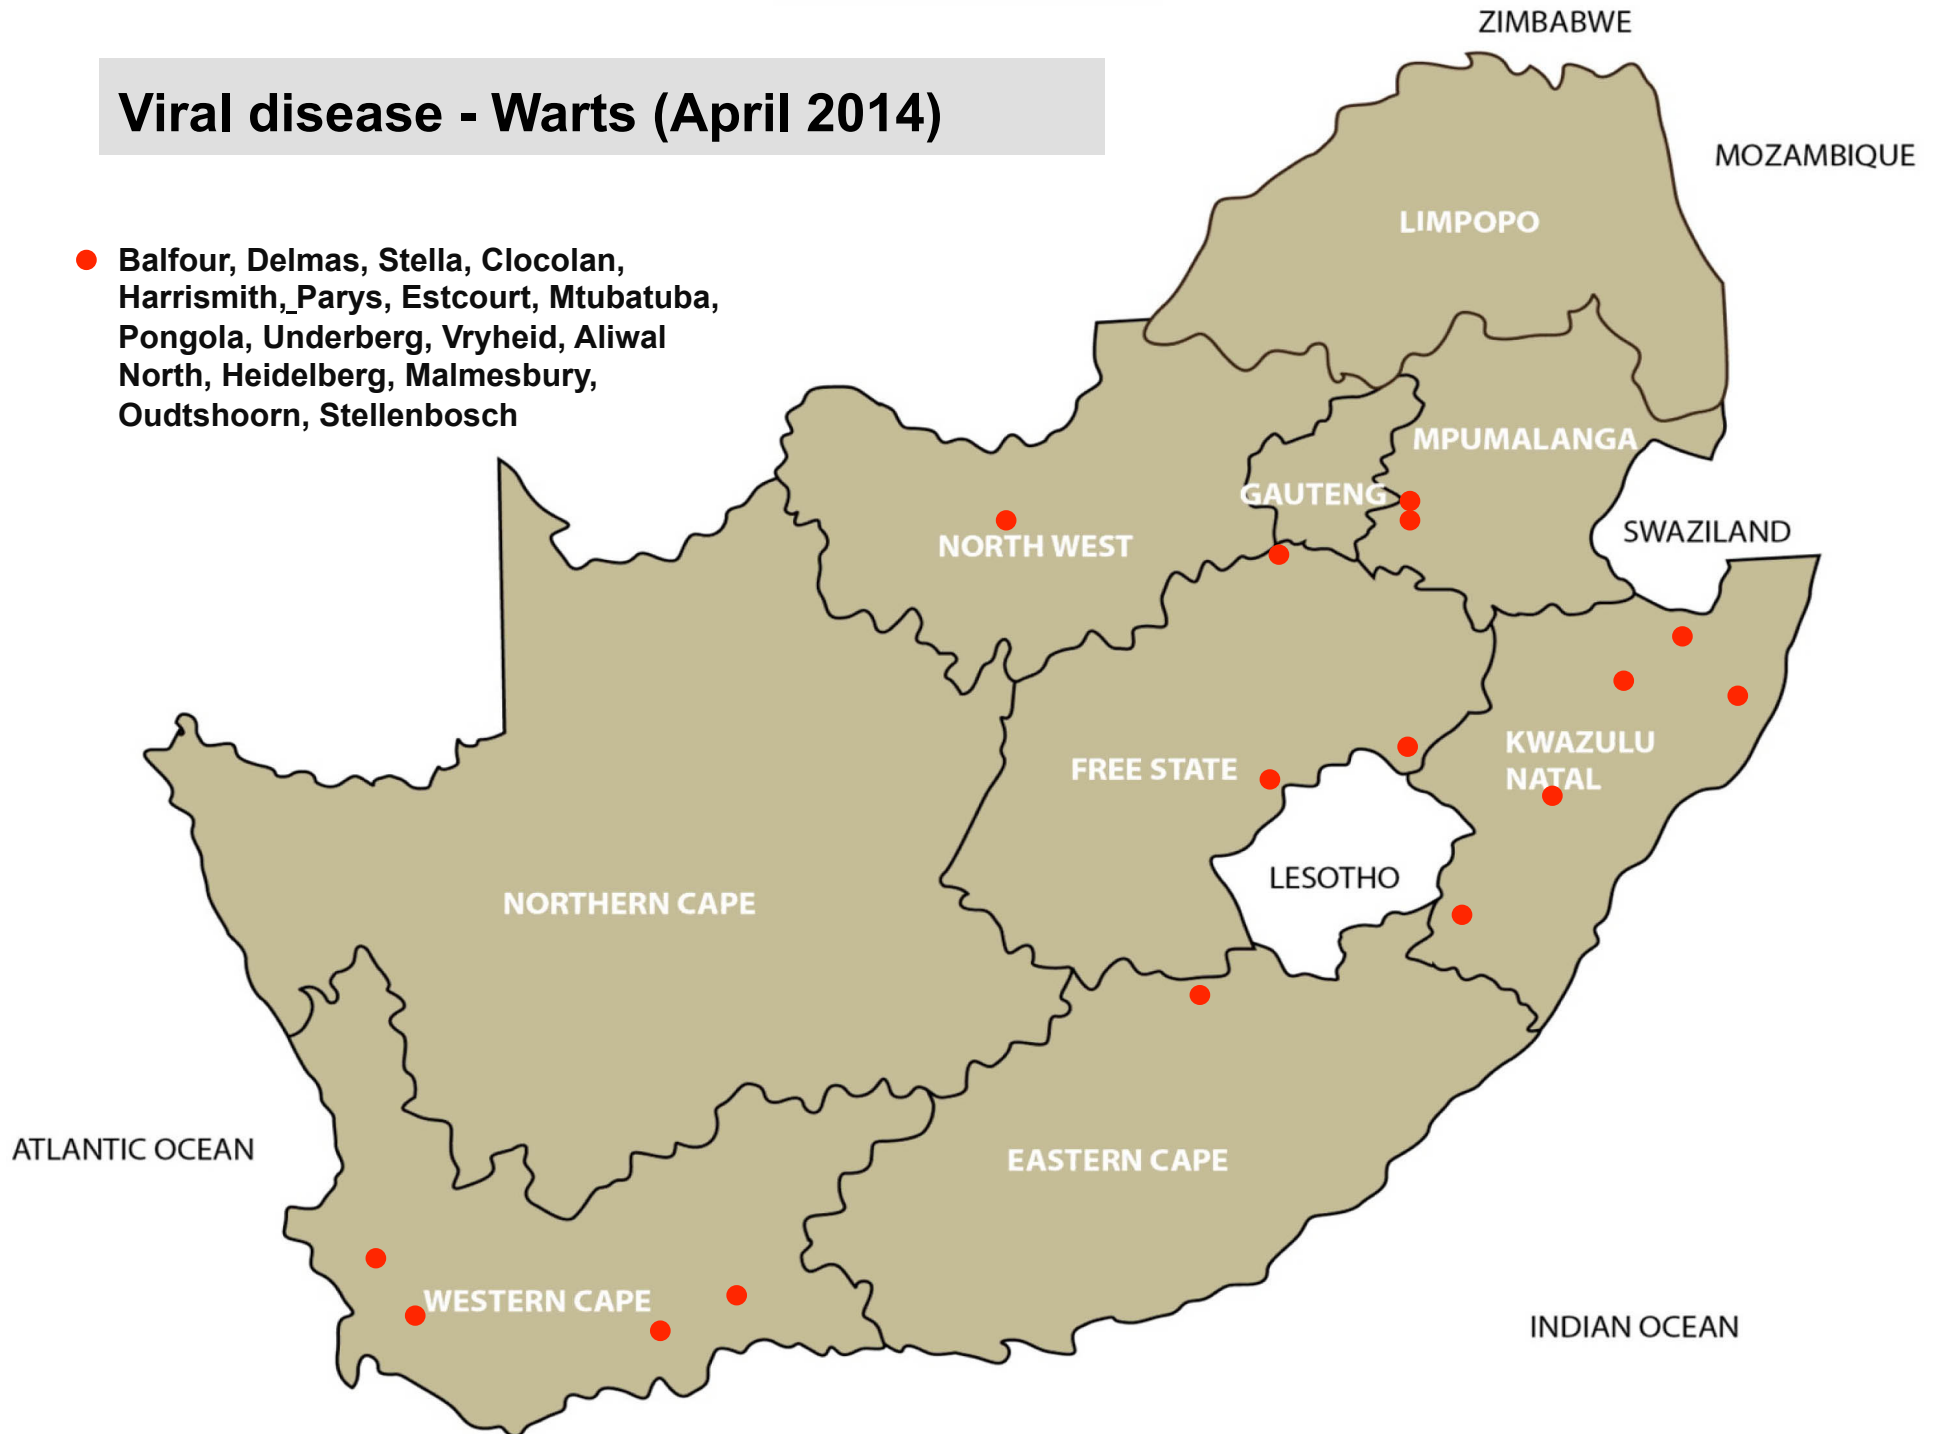 ZIMBABWE
Viral disease - Warts (April 2014)
MOZAMBIQUE
LIMPOPO
Balfour, Delmas, Stella, Clocolan,
Harrismith, Parys, Estcourt, Mtubatuba,
Pongola, Underberg, Vryheid, Aliwal
North, Heidelberg, Malmesbury,
Oudtshoorn, Stellenbosch
MPUMALANGA
GAUTENG
SWAZILAND
NORTH WEST
KWAZULU
NATAL
FREE STATE
LESOTHO
NORTHERN CAPE
ATLANTIC OCEAN
EASTERN CAPE
WESTERN CAPE
INDIAN OCEAN